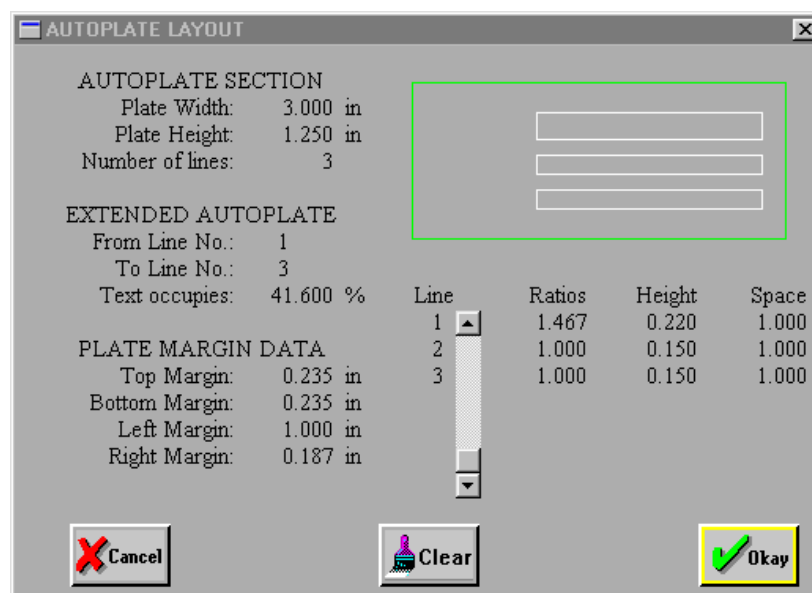 AUTOPLATE LAYOUT
AUTOPLATE SECTION
Plate Width: 3.000 in
Plate Height: 1.250 in
Number of lines: 3
EXTENDED AUTOPLATE
From Line No.: 1
To Line No.: 3
Text occupies: 41.600 %
PLATE MARGIN DATA
Top Margin: 0.235 in
Bottom Margin: 0.235 in
Left Margin: 1.000 in
Right Margin: 0.187 in
Line Ratios Height Space
1 1.467 0.220 1.000
2 1.000 0.150 1.000
3 1.000 0.150 1.000
Cancel
Clear
Okay